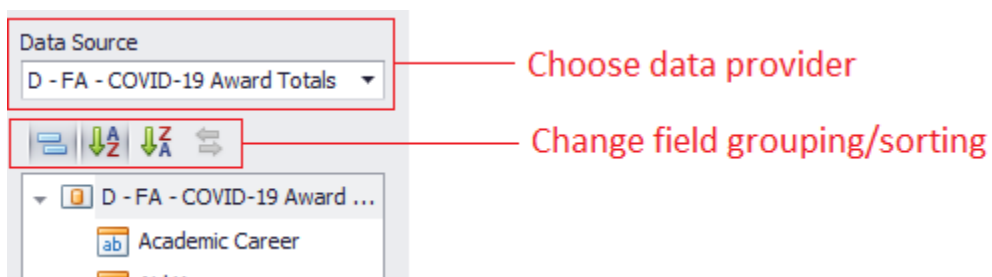 Data Source
D - FA - COVID-19 Award Totals
Choose data provider
Change field grouping/sorting
D - FA - COVID-19 Award ...
ab Academic Career